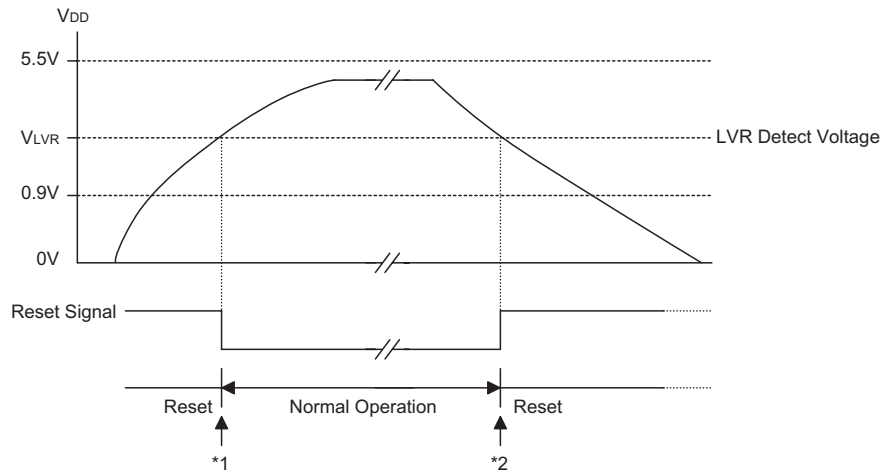 VDD
5.5V
VLVR
LVR Detect Voltage
0.9V
0V
Reset Signal
Reset
Normal Operation
Reset
*1
*2